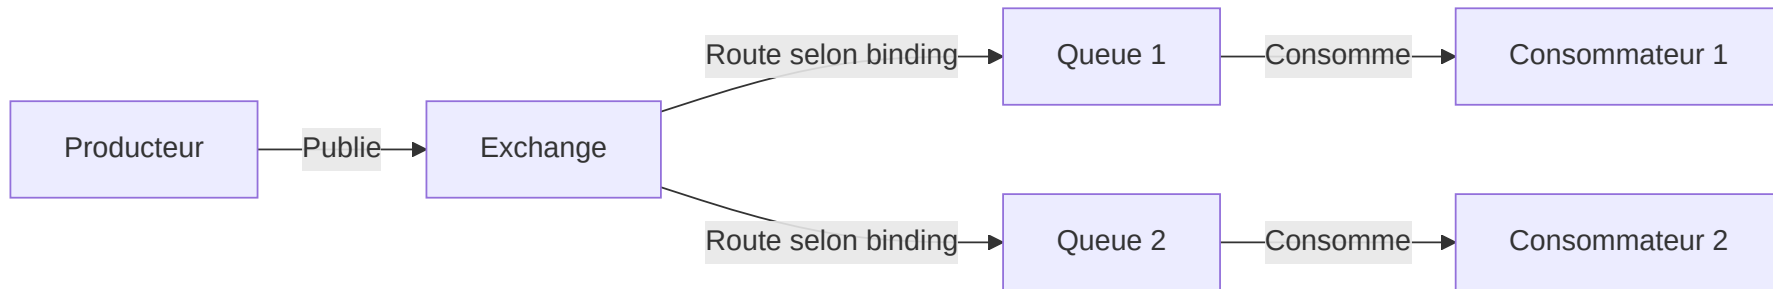 Producteur
Publie
Exchange
Route selon binding
Queue 1
Consomme
Consommateur 1
Route selon binding
Queue 2
Consomme
Consommateur 2